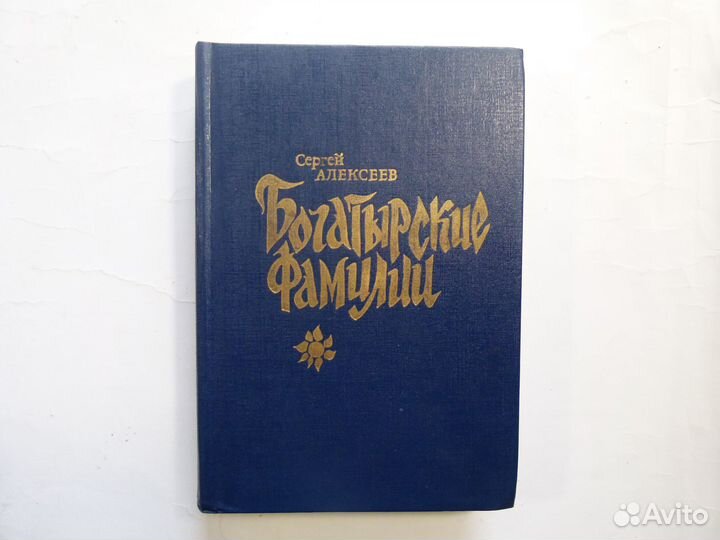 Сергей
АЛЕКСЕЕВ
Богатырские
Фамилии
Avito